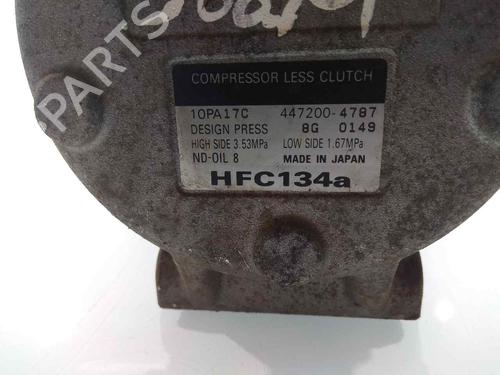 B-PARTS
COMPRESSOR LESS CLUTCH
10PA17C 447200-4787
DESIGN PRESS 8G 0149
HIGH SIDE 3.53MPa LOW SIDE 1.67MPa
ND-OIL 8 MADE IN JAPAN
HFC134a